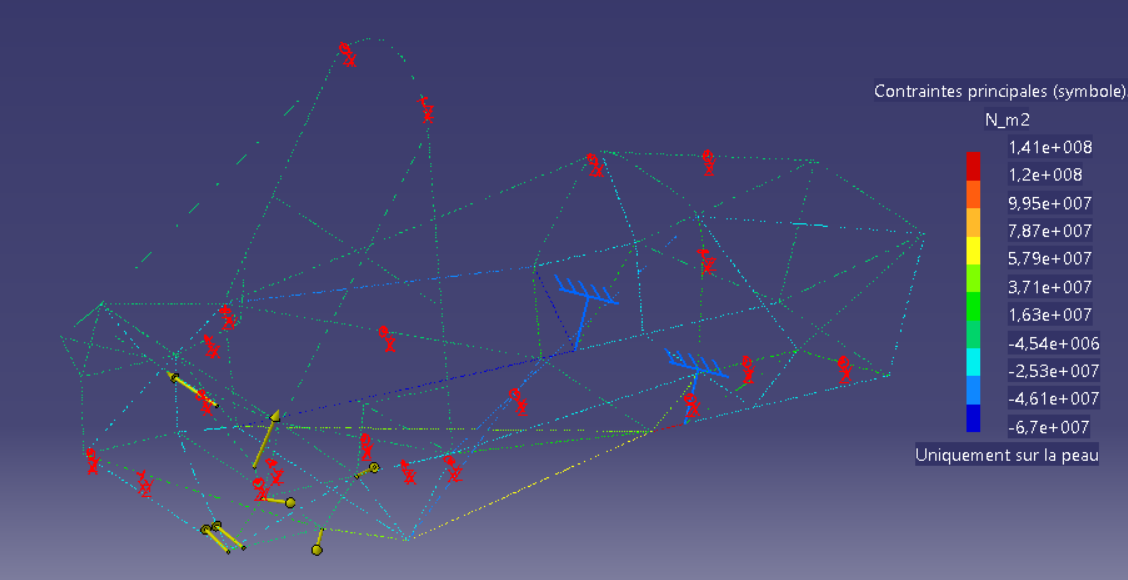 Contraintes principales (symbole).
N_m2
1,41e+008
1,2e+008
9,95e+007
7,87e+007
5,79e+007
3,71e+007
1,63e+007
-4,54e+006
-2,53e+007
-4,61e+007
-6,7e+007
Uniquement sur la peau